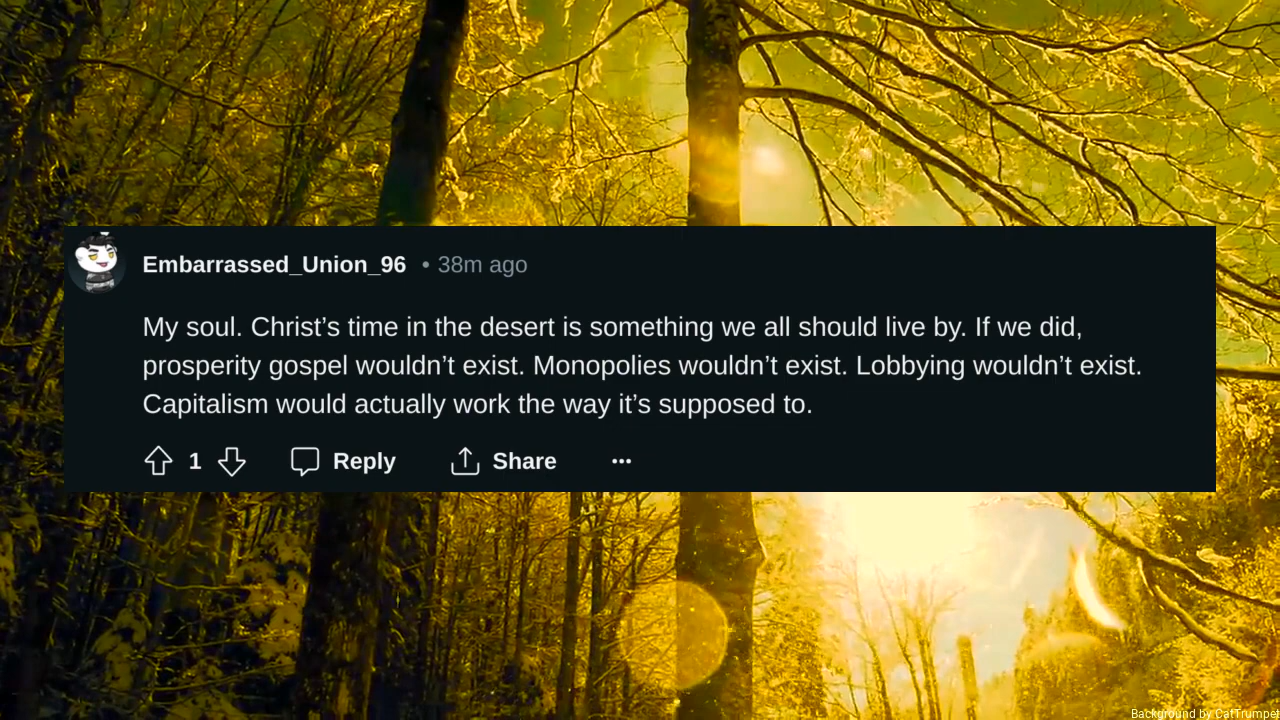 Embarrassed_Union_96 • 38m ago
My soul. Christ’s time in the desert is something we all should live by. If we did,
prosperity gospel wouldn’t exist. Monopolies wouldn’t exist. Lobbying wouldn’t exist.
Capitalism would actually work the way it’s supposed to.
1 Reply Share ···
Background by CatTrumpet